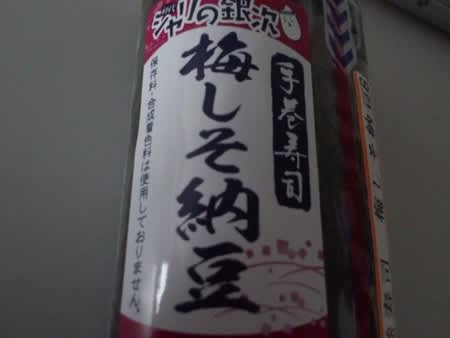 シャリの銀次
手巻寿司
梅しそ納豆
保存料・合成着色料は使用しておりません。